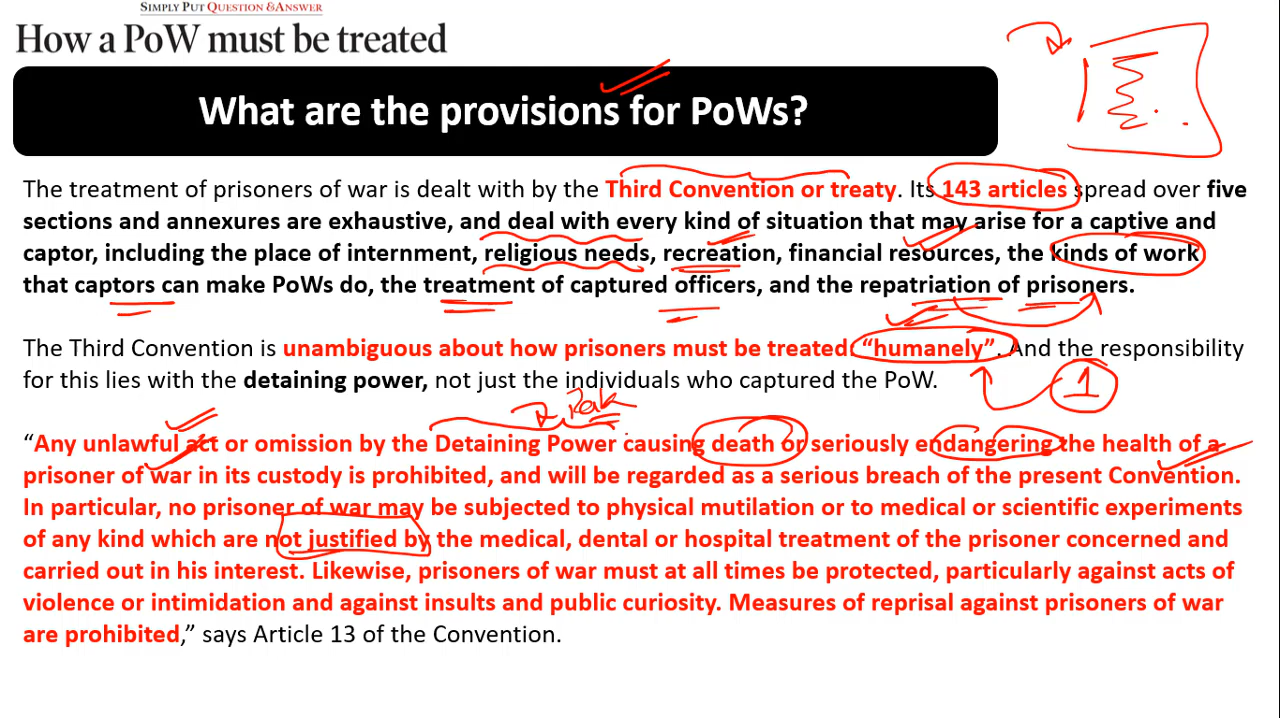 SIMPLY PUT QUESTION &ANSWER
How a PoW must be treated
What are the provisions for PoWs?
The treatment of prisoners of war is dealt with by the Third Convention or treaty. Its 143 articles spread over five
sections and annexures are exhaustive, and deal with every kind of situation that may arise for a captive and
captor, including the place of internment, religious needs, recreation, financial resources, the kinds of work
that captors can make PoWs do, the treatment of captured officers, and the repatriation of prisoners.
The Third Convention is unambiguous about how prisoners must be treated: “humanely”. And the responsibility
for this lies with the detaining power, not just the individuals who captured the PoW.
1
Pak
“Any unlawful act or omission by the Detaining Power causing death or seriously endangering the health of a
prisoner of war in its custody is prohibited, and will be regarded as a serious breach of the present Convention.
In particular, no prisoner of war may be subjected to physical mutilation or to medical or scientific experiments
of any kind which are not justified by the medical, dental or hospital treatment of the prisoner concerned and
carried out in his interest. Likewise, prisoners of war must at all times be protected, particularly against acts of
violence or intimidation and against insults and public curiosity. Measures of reprisal against prisoners of war
are prohibited,” says Article 13 of the Convention.